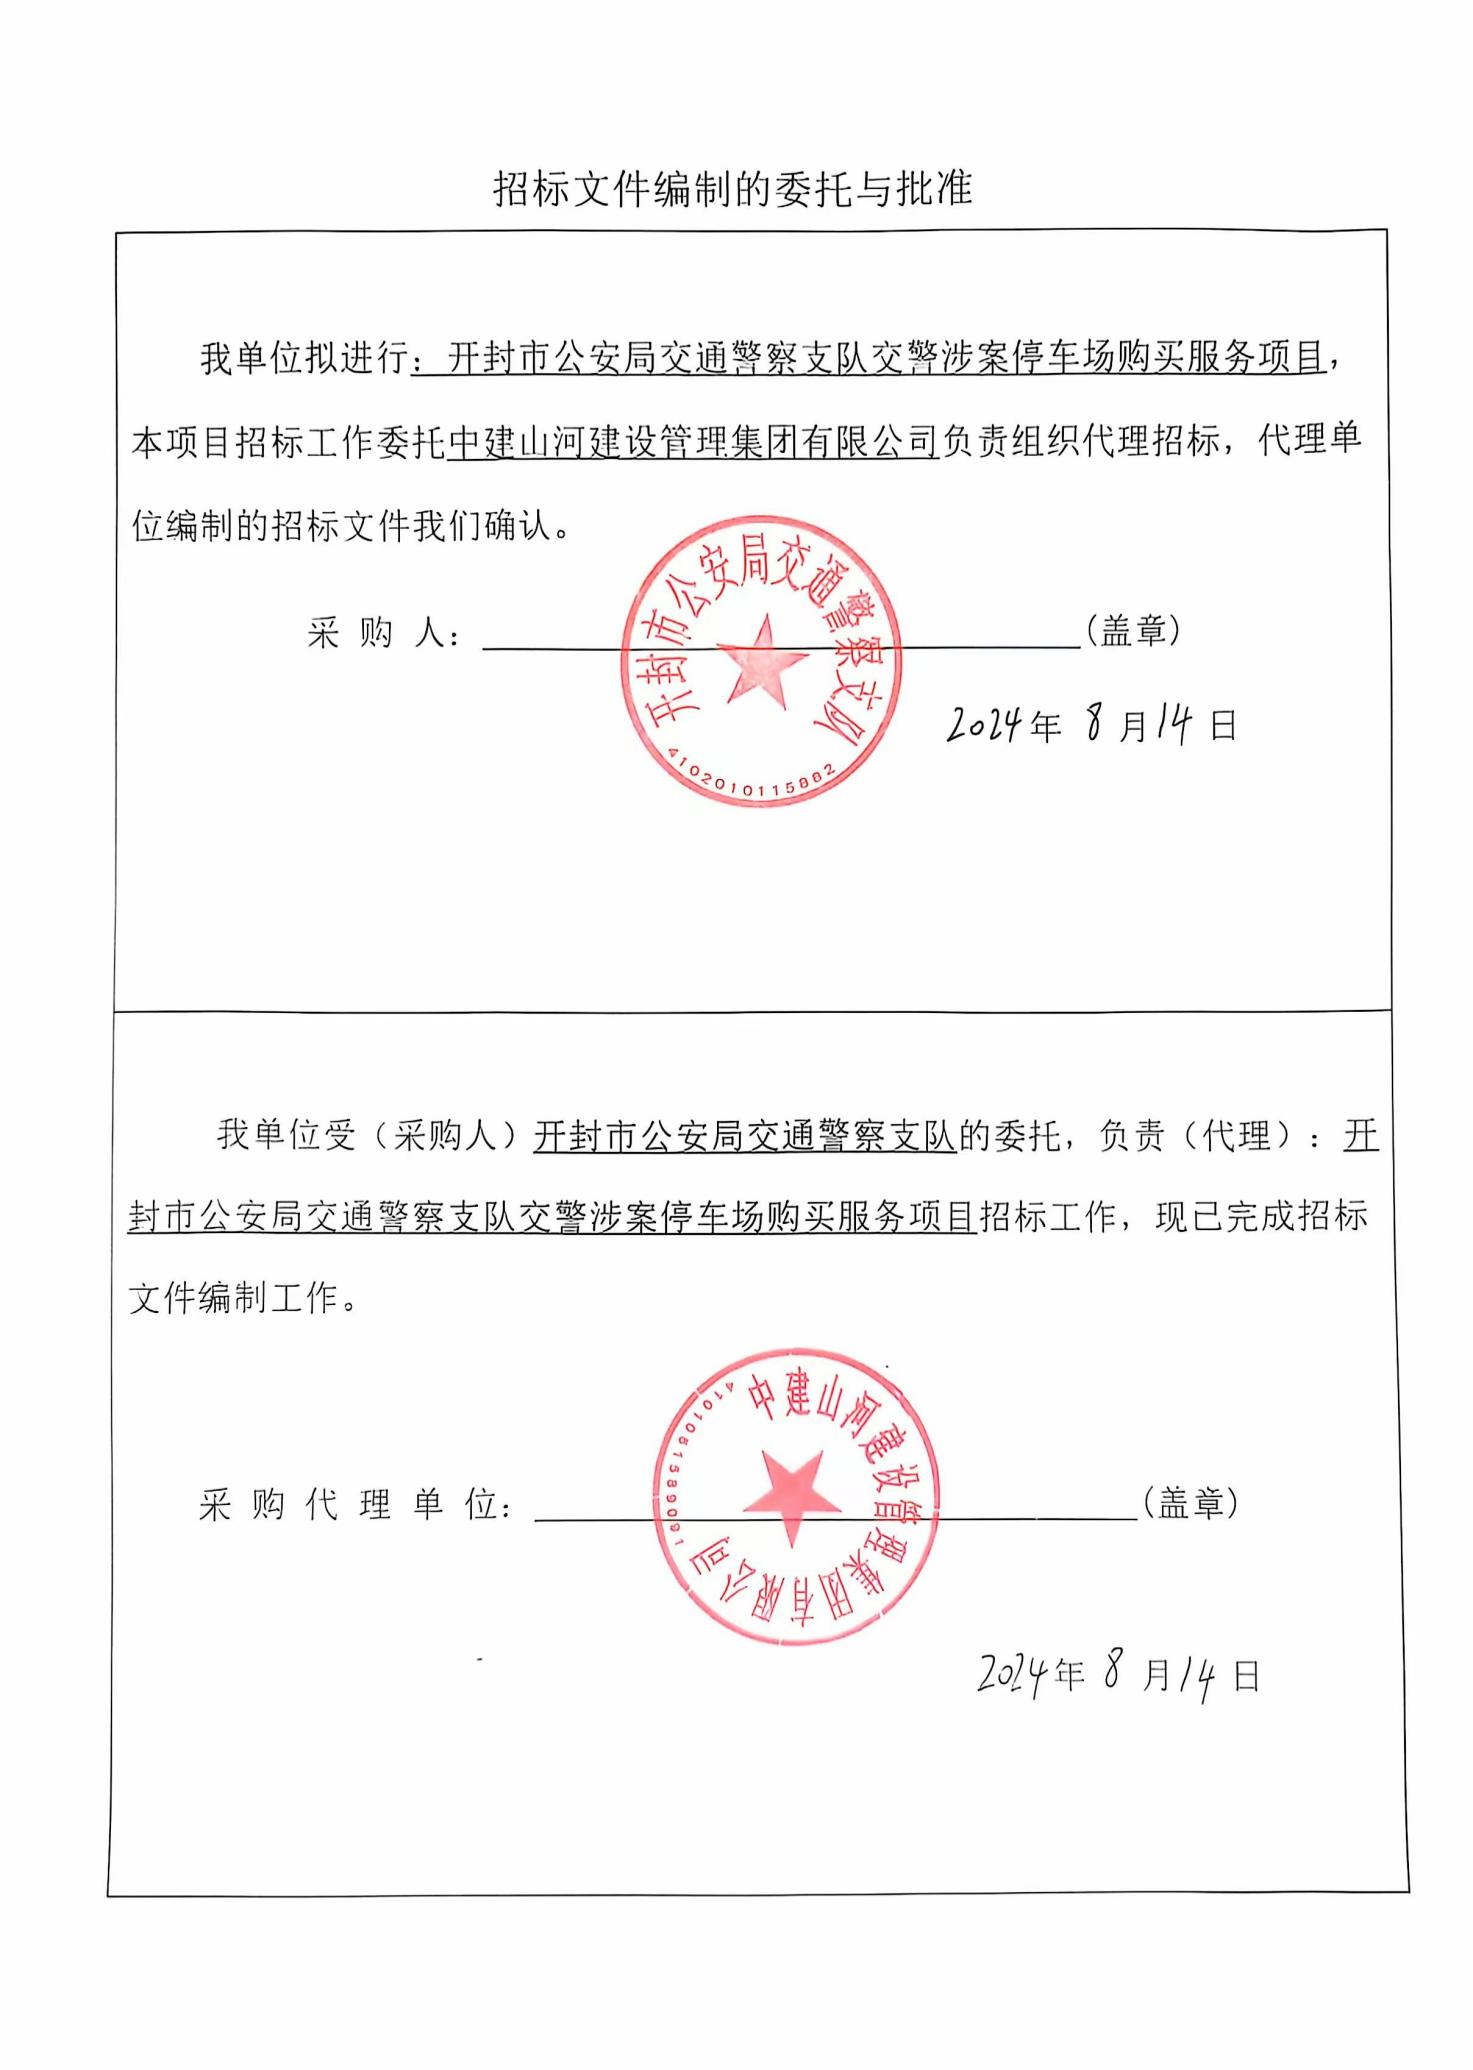 招标文件编制的委托与批准
我单位拟进行：开封市公安局交通警察支队交警涉案停车场购买服务项目，
本项目招标工作委托中建山河建设管理集团有限公司负责组织代理招标，代理单
位编制的招标文件我们确认。
采购人：(盖章)
开封市公安局交通警察支队
4102010115882
2024年8月14日
我单位受（采购人）开封市公安局交通警察支队的委托，负责（代理）：开
封市公安局交通警察支队交警涉案停车场购买服务项目招标工作，现已完成招标
文件编制工作。
中建山河建设管理集团有限公司
采购代理单位：(盖章)
2024年8月14日